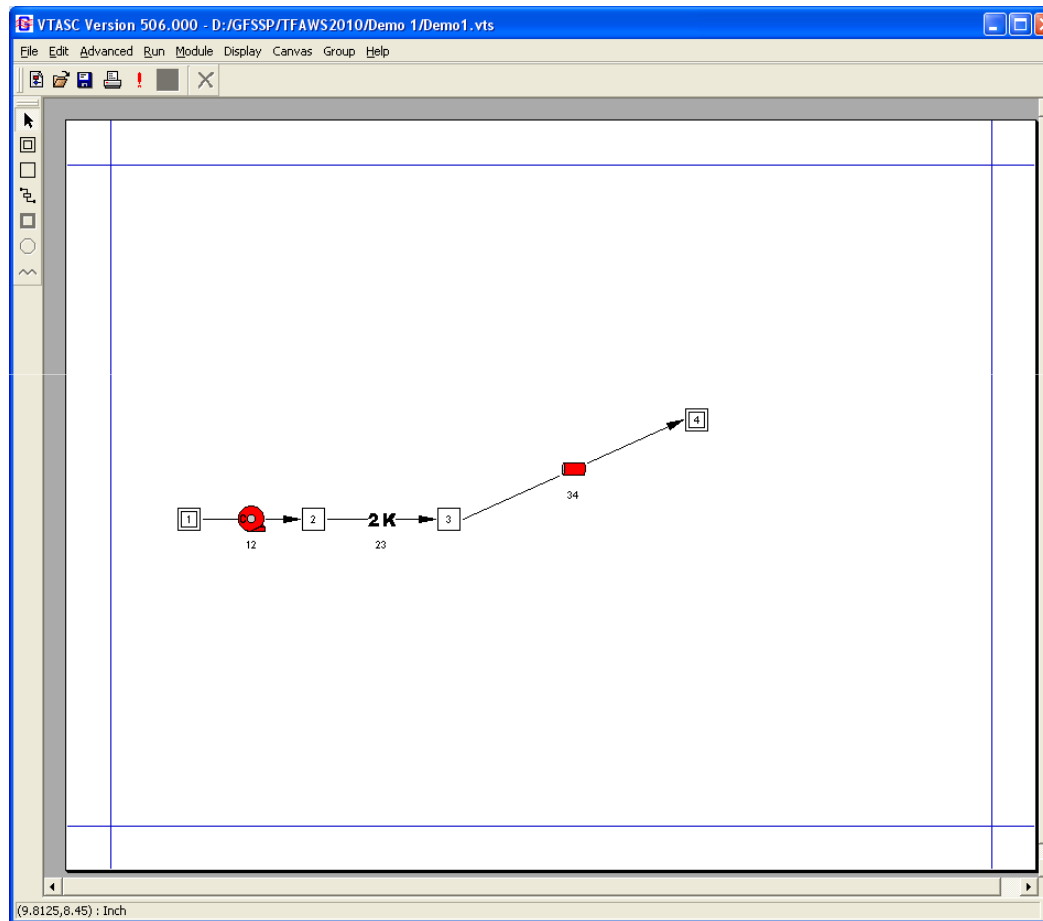 VTASC Version 506.000 - D:/GFSSP/TFAWS2010/Demo 1/Demo1.vts
File Edit Advanced Run Module Display Canvas Group Help
4
34
1
2
2K
3
12
23
(9.8125,8.45) : Inch